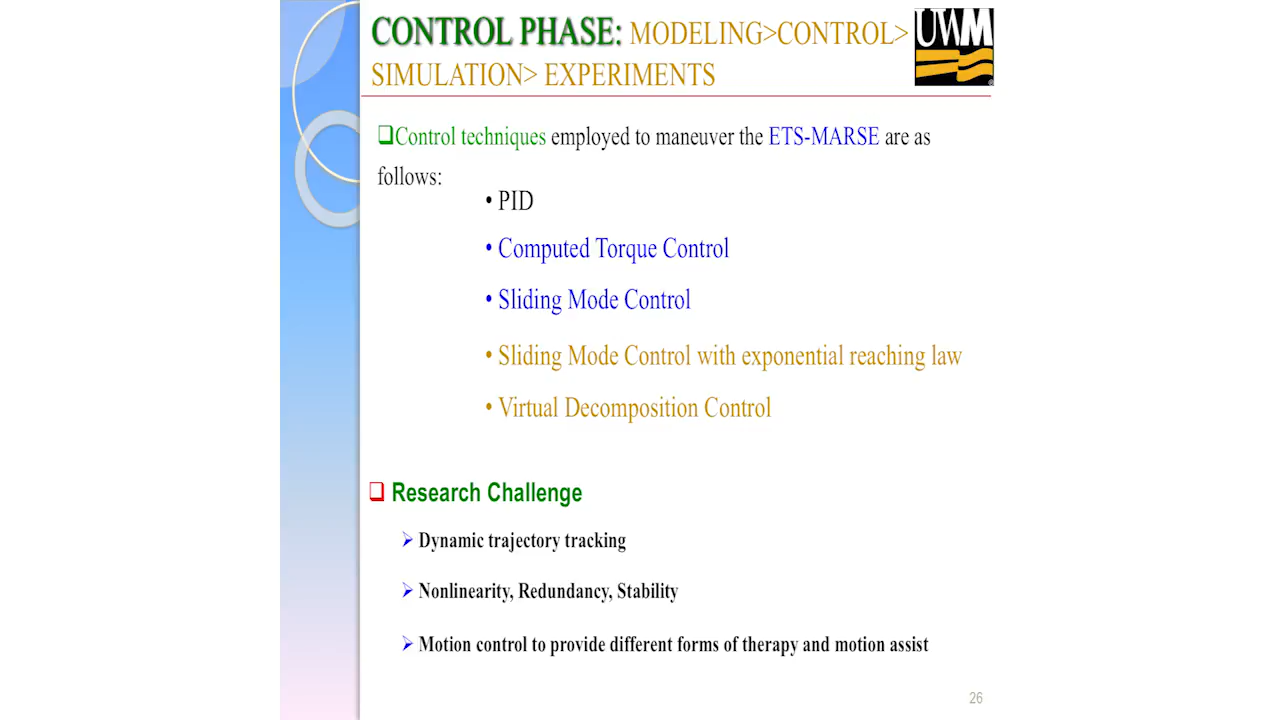 CONTROL PHASE: MODELING>CONTROL>
SIMULATION> EXPERIMENTS
UWM
❑Control techniques employed to maneuver the ETS-MARSE are as
follows:
• PID
• Computed Torque Control
• Sliding Mode Control
• Sliding Mode Control with exponential reaching law
• Virtual Decomposition Control
❑ Research Challenge
➢ Dynamic trajectory tracking
➢ Nonlinearity, Redundancy, Stability
➢ Motion control to provide different forms of therapy and motion assist
26